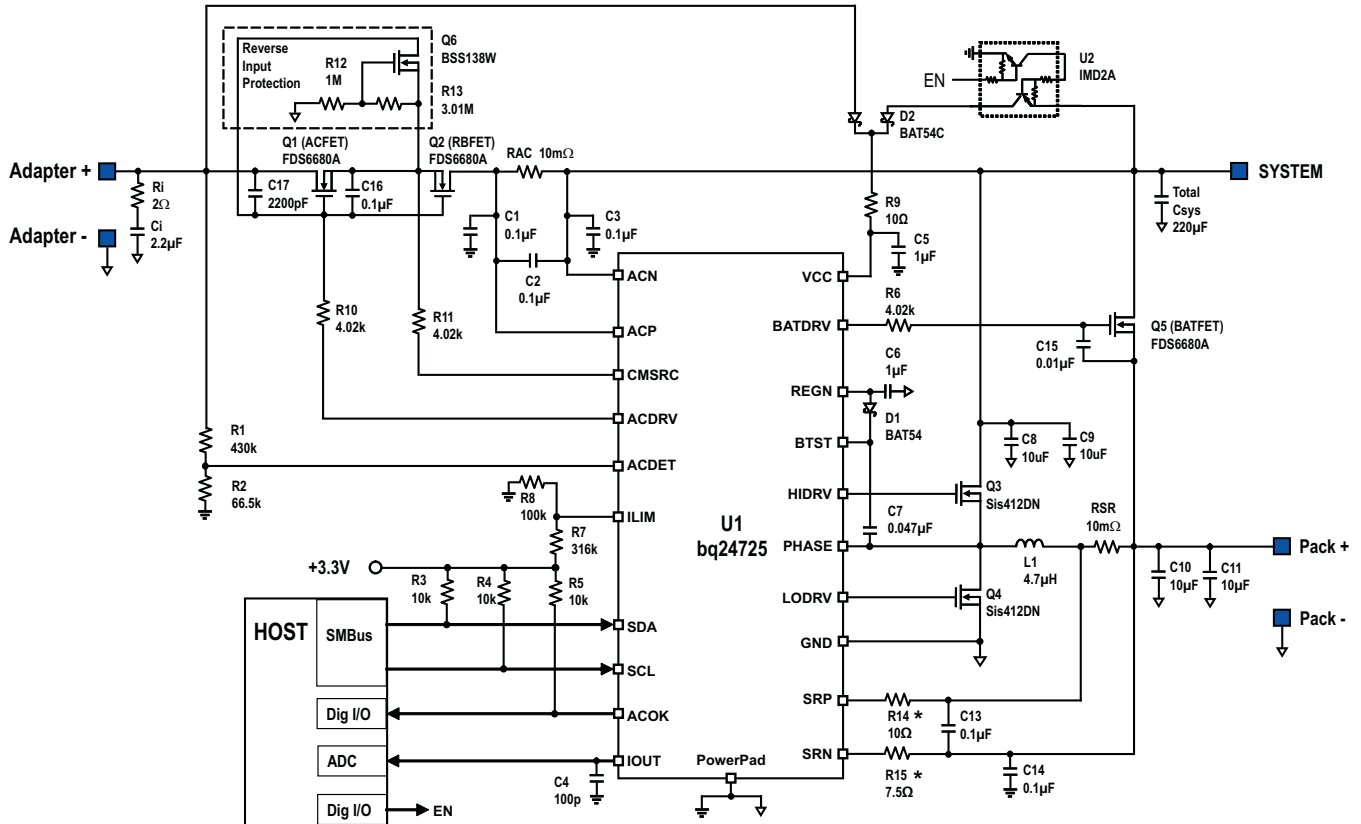 Reverse
Input
Protection
R12
1M
Q6
BSS138W
R13
3.01M
U2
IMD2A
EN
D2
BAT54C
Q1 (ACFET)
FDS6680A
Q2 (RBFET)
FDS6680A
RAC 10mΩ
Adapter +
SYSTEM
Ri
2Ω
Ci
2.2µF
C17
2200pF
C16
0.1µF
C1
0.1µF
C3
0.1µF
C2
0.1µF
R9
10Ω
C5
1µF
Total
Csys
220µF
Adapter -
ACN
VCC
R10
4.02k
R11
4.02k
ACP
R6
4.02k
BATDRV
Q5 (BATFET)
FDS6680A
C15
0.01µF
CMSRC
C6
1µF
REGN
D1
BAT54
ACDRV
BTST
R1
430k
R2
66.5k
ACDET
C8
10uF
C9
10uF
HIDRV
Q3
Sis412DN
R8
100k
ILIM
R7
316k
U1
bq24725
C7
0.047µF
PHASE
L1
4.7µH
RSR
10mΩ
Pack +
C10
10µF
C11
10µF
+3.3V
R3
10k
R4
10k
R5
10k
LODRV
Q4
Sis412DN
Pack -
HOST
SMBus
SDA
SCL
GND
SRP
R14 *
10Ω
C13
0.1µF
Dig I/O
ACOK
SRN
R15 *
7.5Ω
C14
0.1µF
ADC
IOUT
C4
100p
PowerPad
Dig I/O
EN